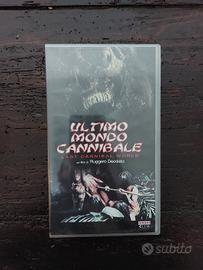 ULTIMO
MONDO
CANNIBALE
LAST CANNIBAL WORLD
un film di Ruggero Deodato
subito